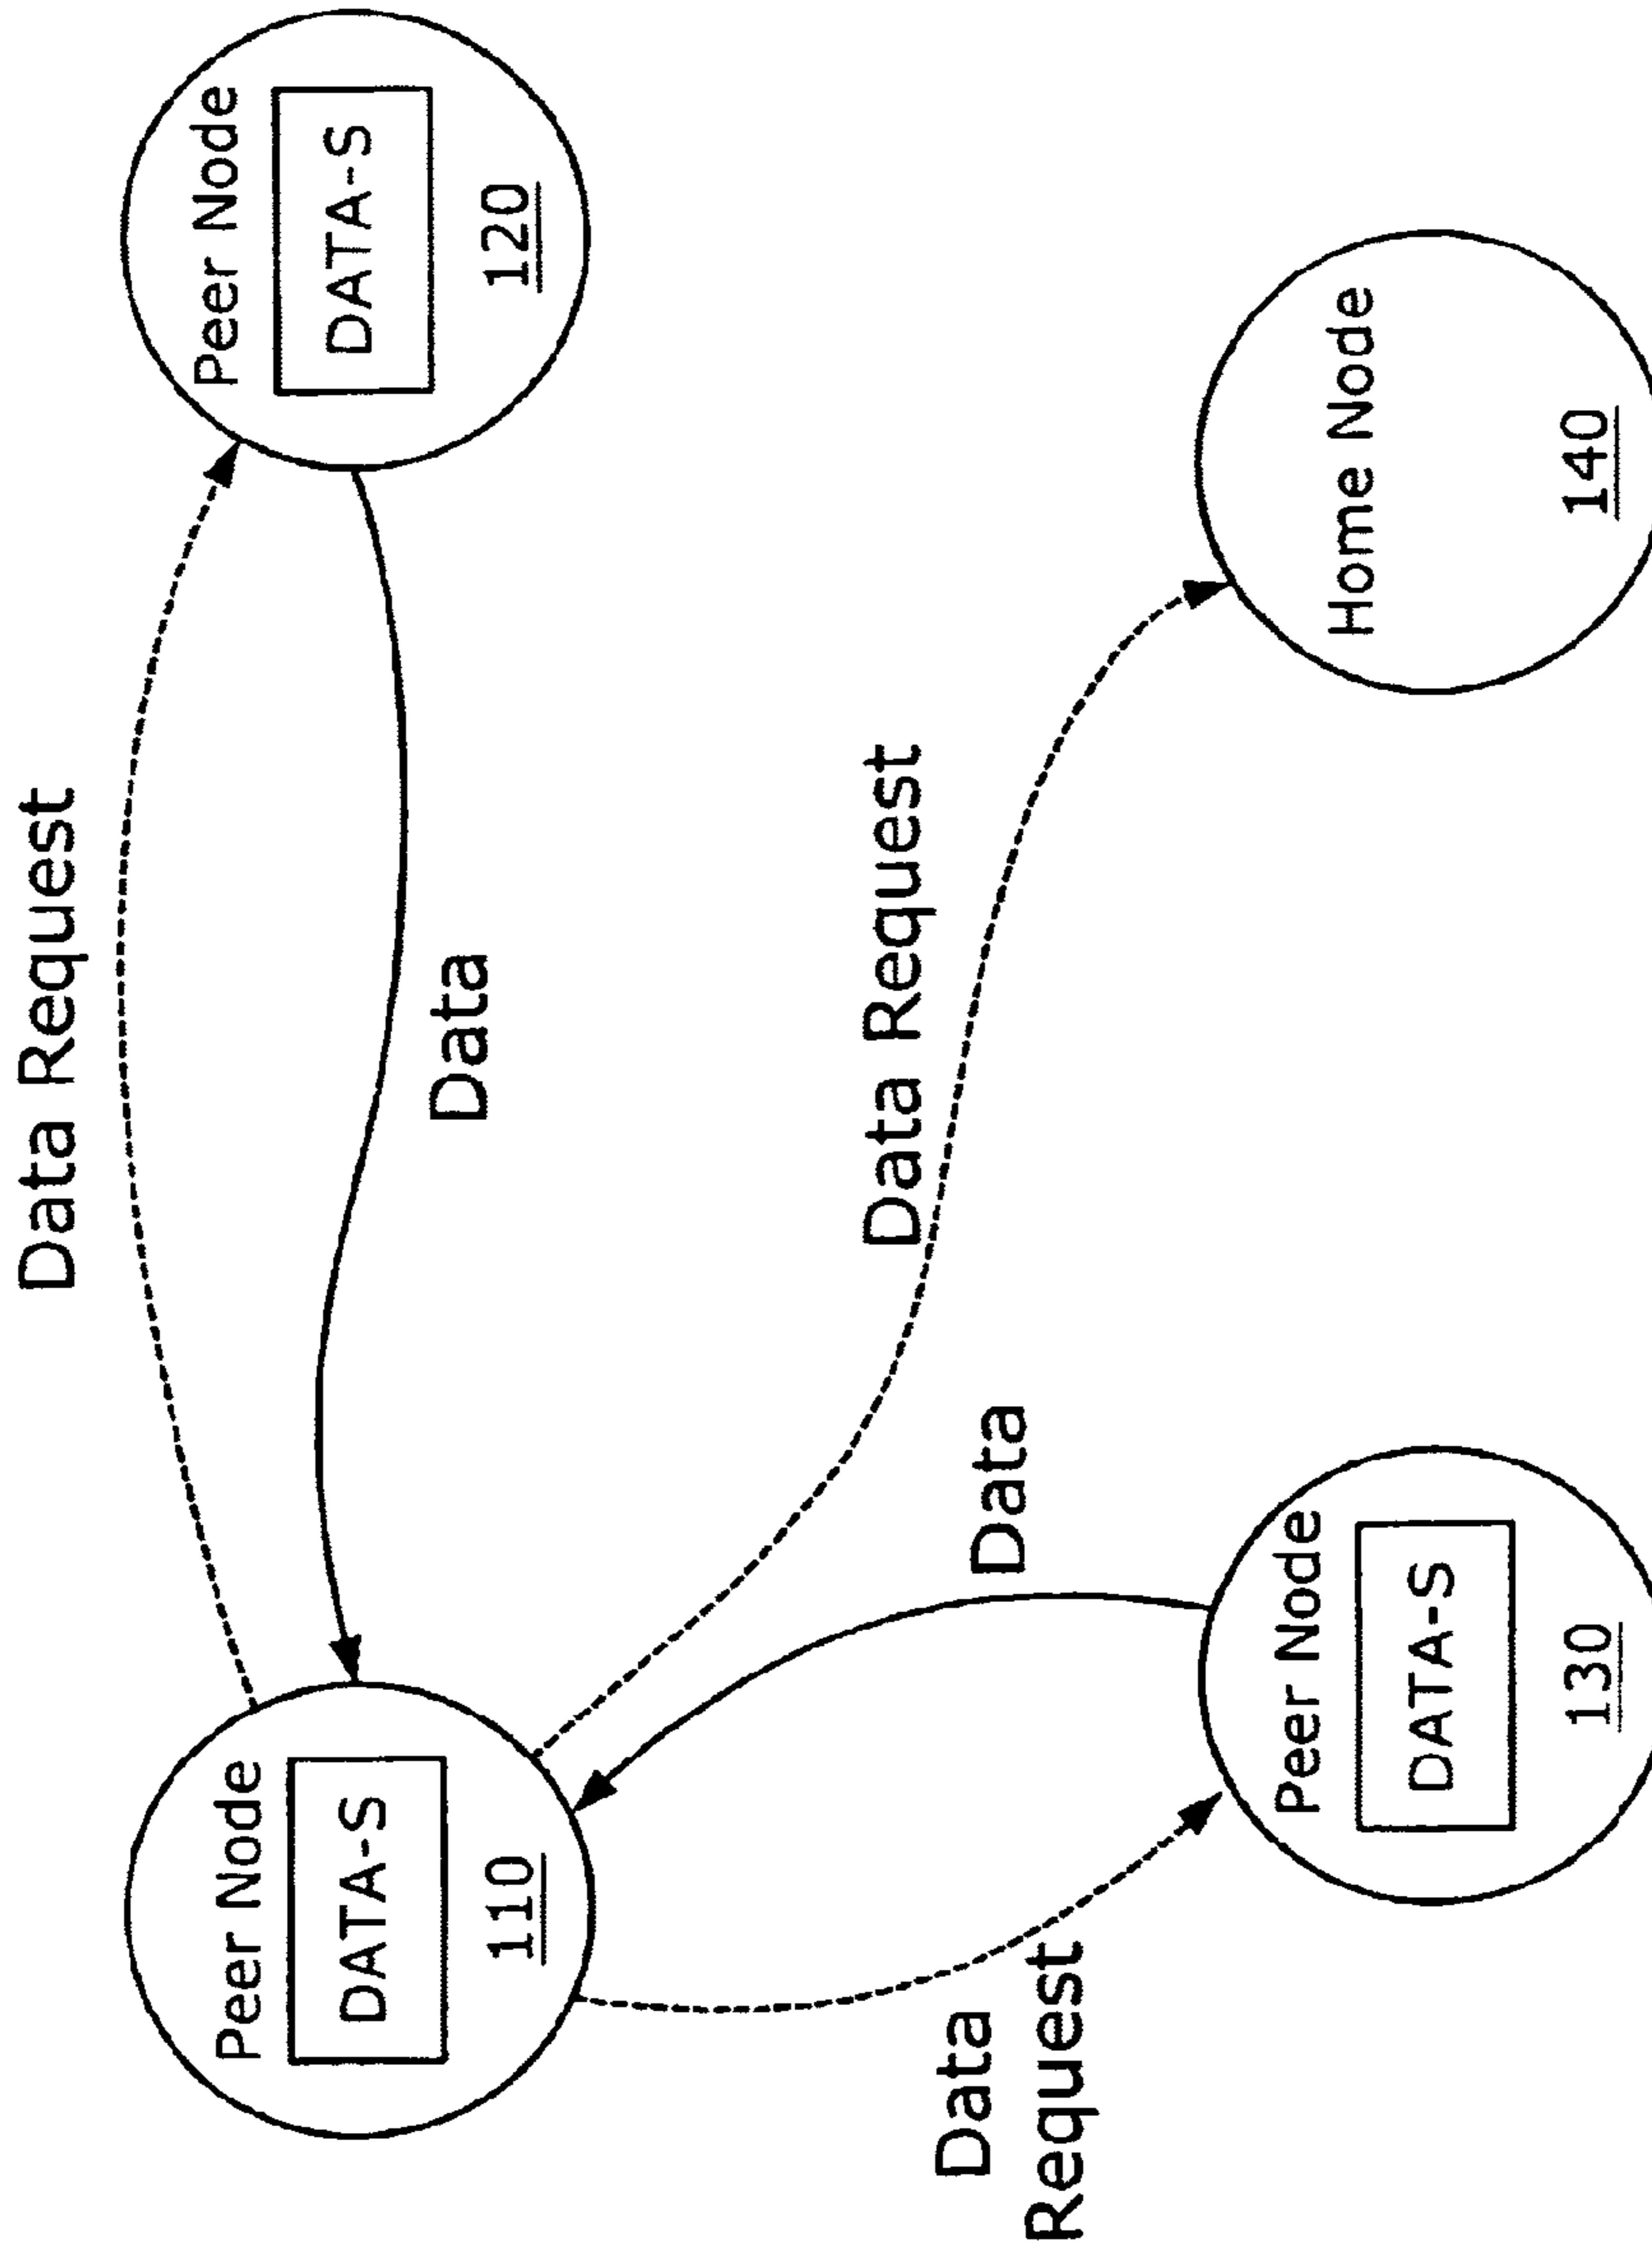 Data Request
Peer Node
DATA-S
110
Data
Peer Node
DATA-S
120
Data Request
Data
Request
Data
Peer Node
DATA-S
130
Home Node
140